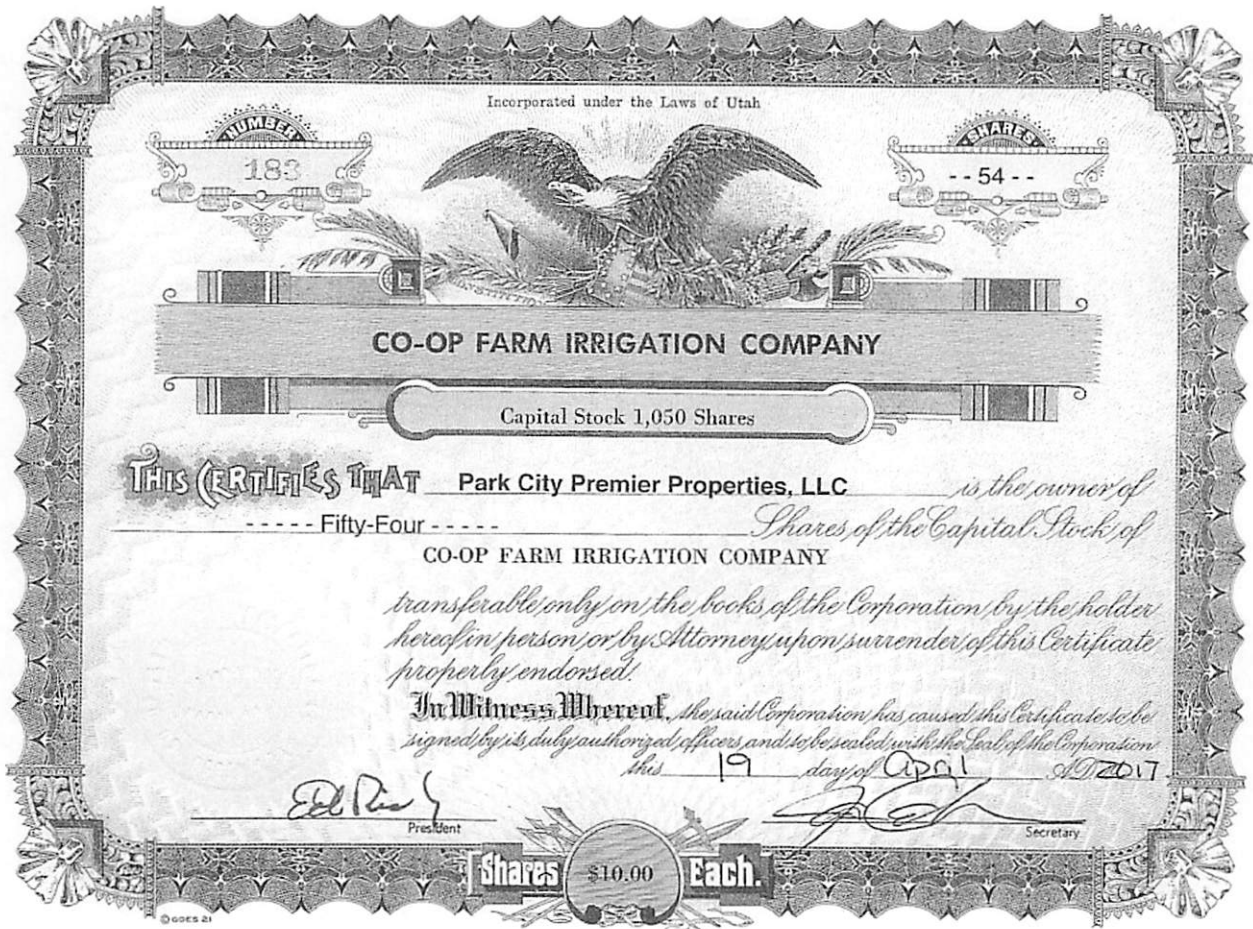 Incorporated under the Laws of Utah
NUMBER
183
SHARES
- - 54 - -
CO-OP FARM IRRIGATION COMPANY
Capital Stock 1,050 Shares
THIS CERTIFIES THAT Park City Premier Properties, LLC is the owner of
- - - - - Fifty-Four - - - - - Shares of the Capital Stock of
CO-OP FARM IRRIGATION COMPANY
transferable only on the books of the Corporation by the holder
hereof in person or by Attorney upon surrender of this Certificate
properly endorsed.
In Witness Whereof, the said Corporation has caused this Certificate to be
signed by its duly authorized officers and to be sealed with the Seal of the Corporation
this 19 day of April A.D. 2017
President
Secretary
Shares $10.00 Each.
©GOES 21